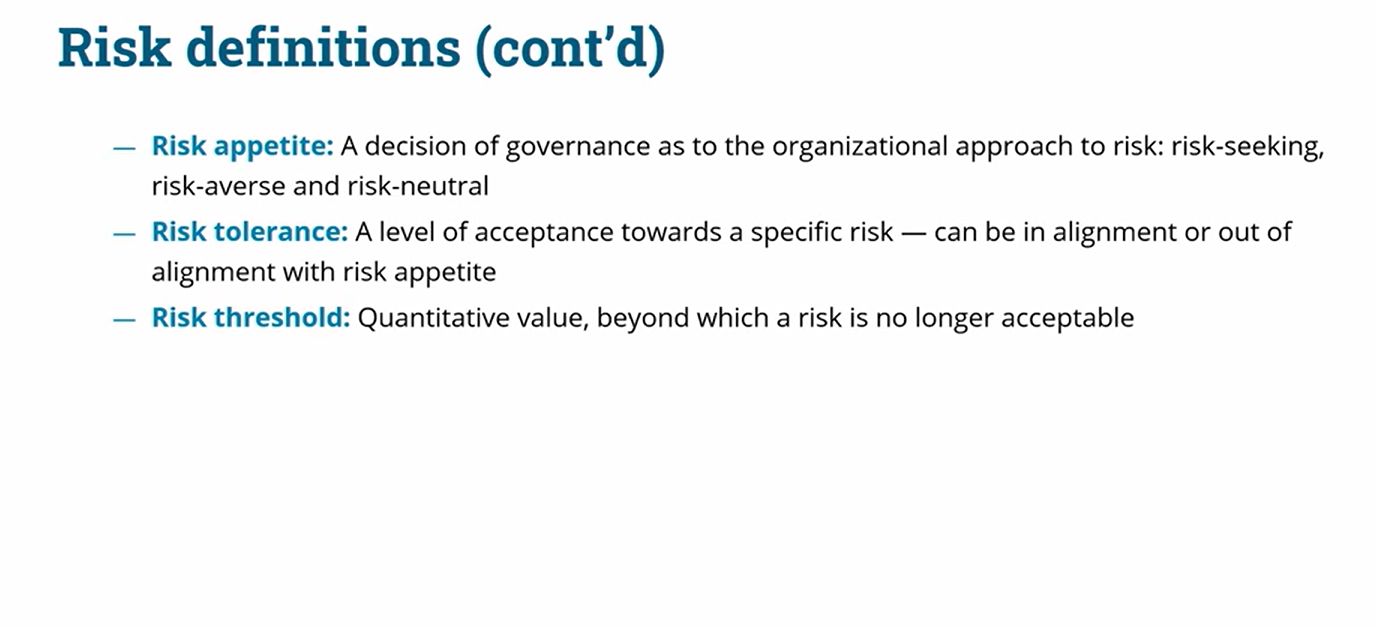 Risk definitions (cont’d)
— Risk appetite: A decision of governance as to the organizational approach to risk: risk-seeking,
risk-averse and risk-neutral
— Risk tolerance: A level of acceptance towards a specific risk — can be in alignment or out of
alignment with risk appetite
— Risk threshold: Quantitative value, beyond which a risk is no longer acceptable